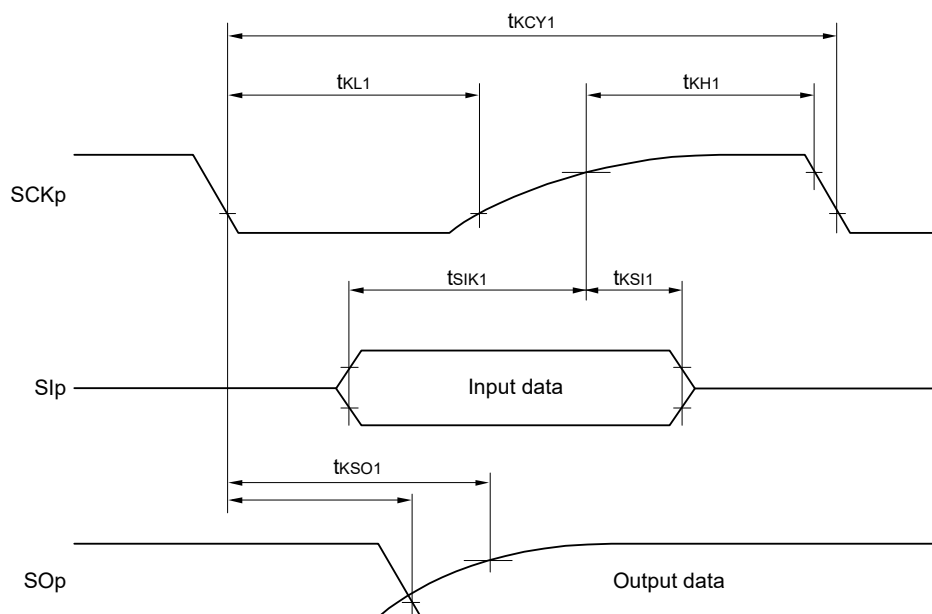 tKCY1
tKL1
tKH1
SCKp
tSIK1
tKSI1
SIp
Input data
tKSO1
SOp
Output data